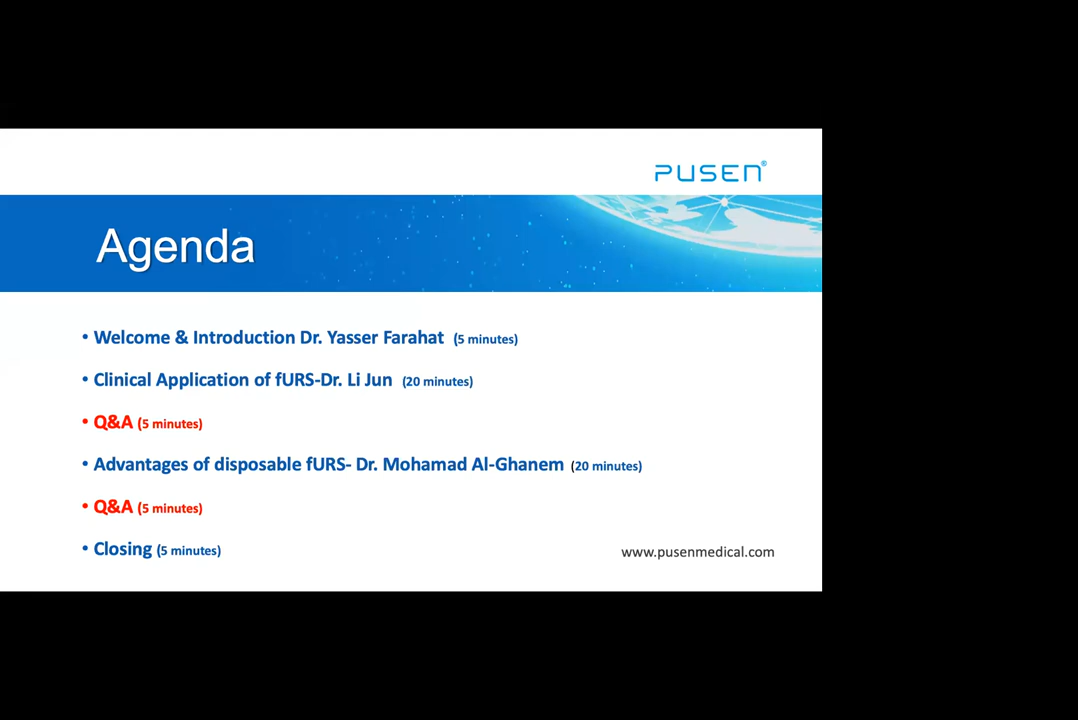 PUSEN®
Agenda
• Welcome & Introduction Dr. Yasser Farahat (5 minutes)
• Clinical Application of fURS-Dr. Li Jun (20 minutes)
• Q&A (5 minutes)
• Advantages of disposable fURS- Dr. Mohamad Al-Ghanem (20 minutes)
• Q&A (5 minutes)
• Closing (5 minutes)
www.pusenmedical.com